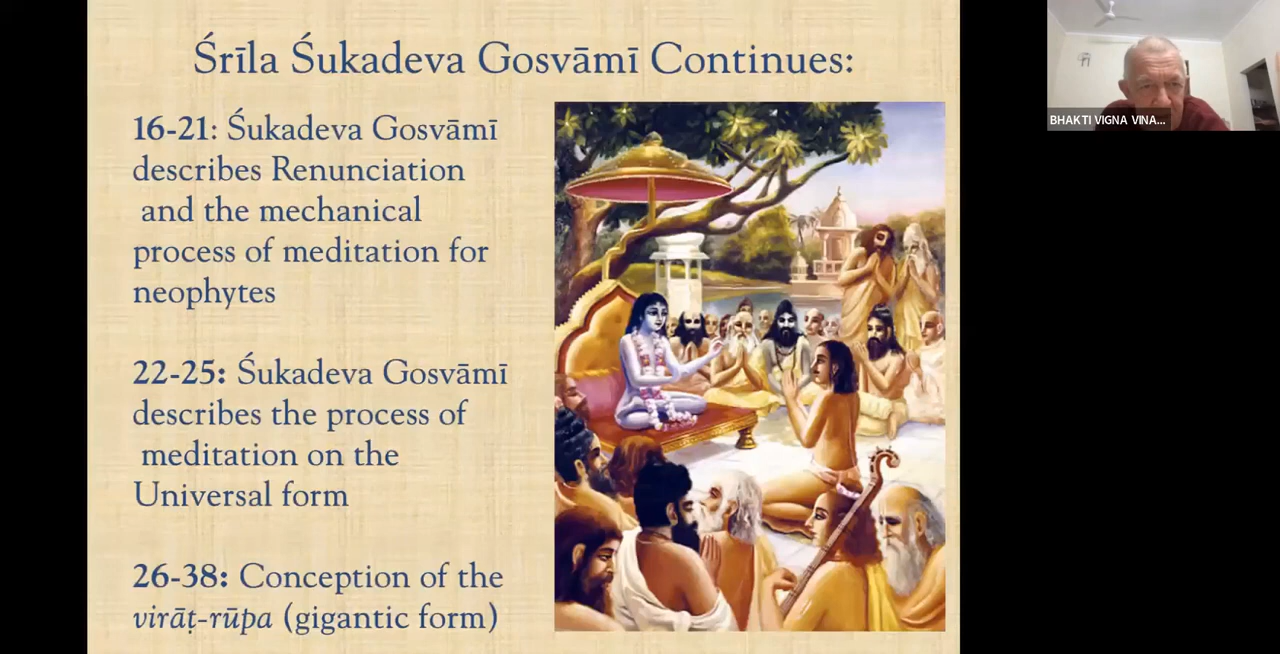 Śrīla Śukadeva Gosvāmī Continues:
16-21: Śukadeva Gosvāmī
describes Renunciation
and the mechanical
process of meditation for
neophytes
22-25: Śukadeva Gosvāmī
describes the process of
meditation on the
Universal form
26-38: Conception of the
virāṭ-rūpa (gigantic form)
BHAKTI VIGNA VINA...